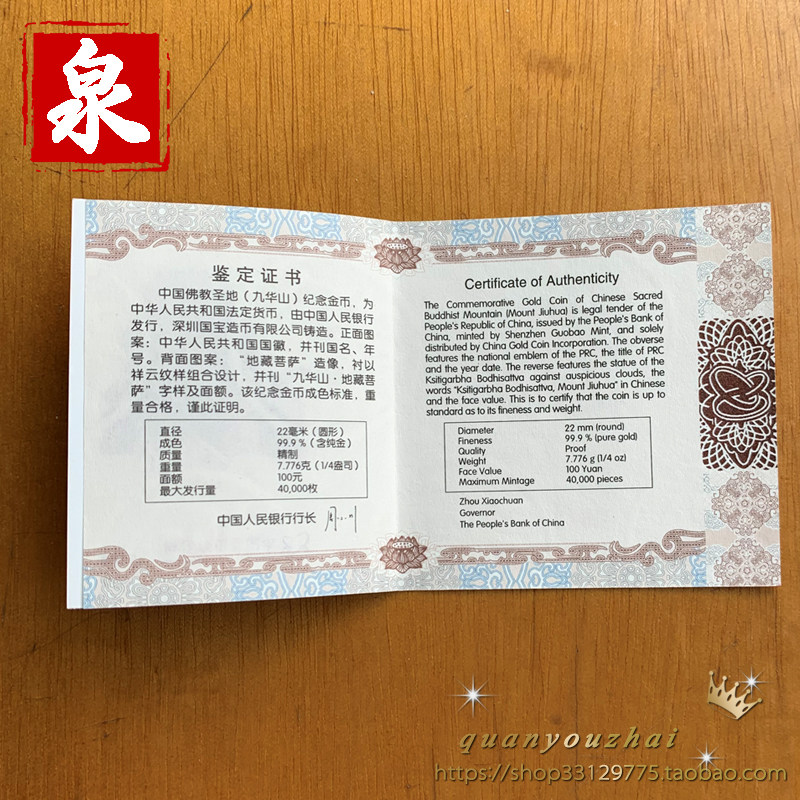 泉
鉴定证书
中国佛教圣地（九华山）纪念金币，为
中华人民共和国法定货币，由中国人民银行
发行，深圳国宝造币有限公司铸造。正面图
案：中华人民共和国国徽，并刊国名、年
号。背面图案：“地藏菩萨”造像，衬以
祥云纹样组合设计，并刊“九华山·地藏菩
萨”字样及面额。该纪念金币成色标准，重
量合格，谨此证明。
直径 22毫米（圆形）
成色 99.9％（含纯金）
质量 精制
重量 7.776克（1/4盎司）
面额 100元
最大发行量 40,000枚
中国人民银行行长
Certificate of Authenticity
The Commemorative Gold Coin of Chinese Sacred
Buddhist Mountain (Mount Jiuhua) is legal tender of the
People's Republic of China, issued by the People's Bank of
China, minted by Shenzhen Guobao Mint, and solely
distributed by China Gold Coin Incorporation. The obverse
features the national emblem of the PRC, the title of PRC
and the year date. The reverse features the statue of the
Ksitigarbha Bodhisattva against auspicious clouds, the
words "Ksitigarbha Bodhisattva, Mount Jiuhua" in Chinese
and the face value. This is to certify that the coin is up to
standard as to its fineness and weight.
Diameter 22 mm (round)
Fineness 99.9 % (pure gold)
Quality Proof
Weight 7.776 g (1/4 oz)
Face Value 100 Yuan
Maximum Mintage 40,000 pieces
Zhou Xiaochuan
Governor
The People's Bank of China
quanyouzhai
https://shop33129775.taobao.com